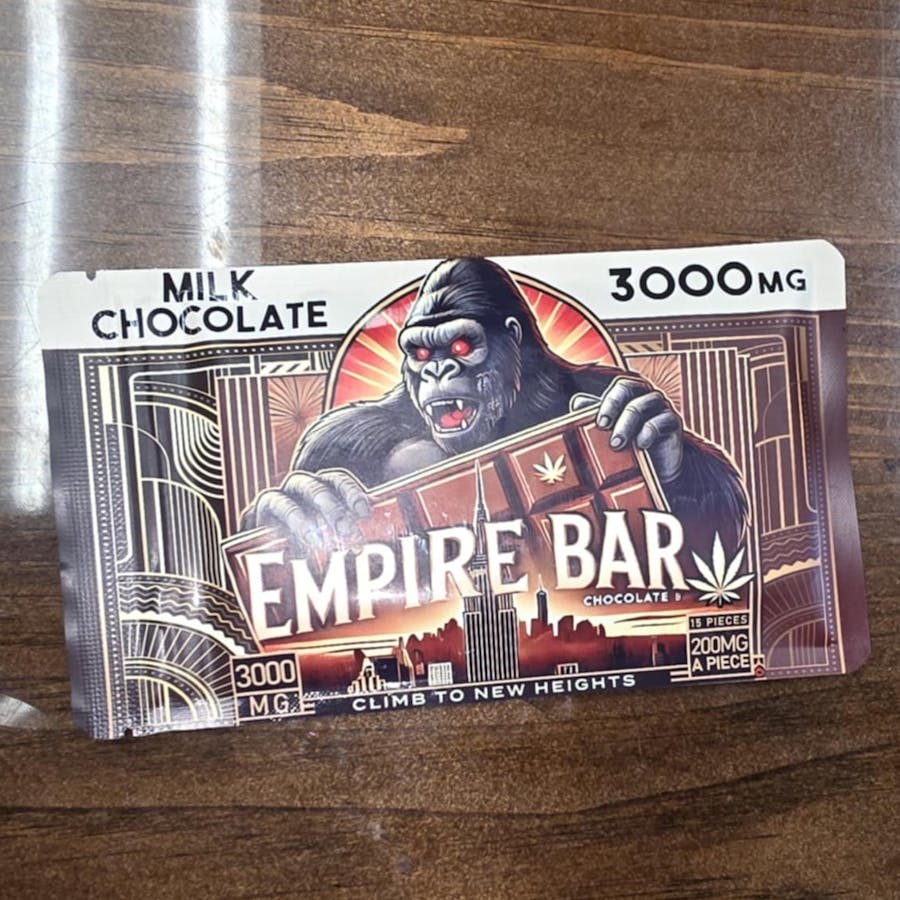 MILK
CHOCOLATE
3000MG
EMPIRE BAR
CHOCOLATE
15 PIECES
200MG
A PIECE
3000
MG
CLIMB TO NEW HEIGHTS